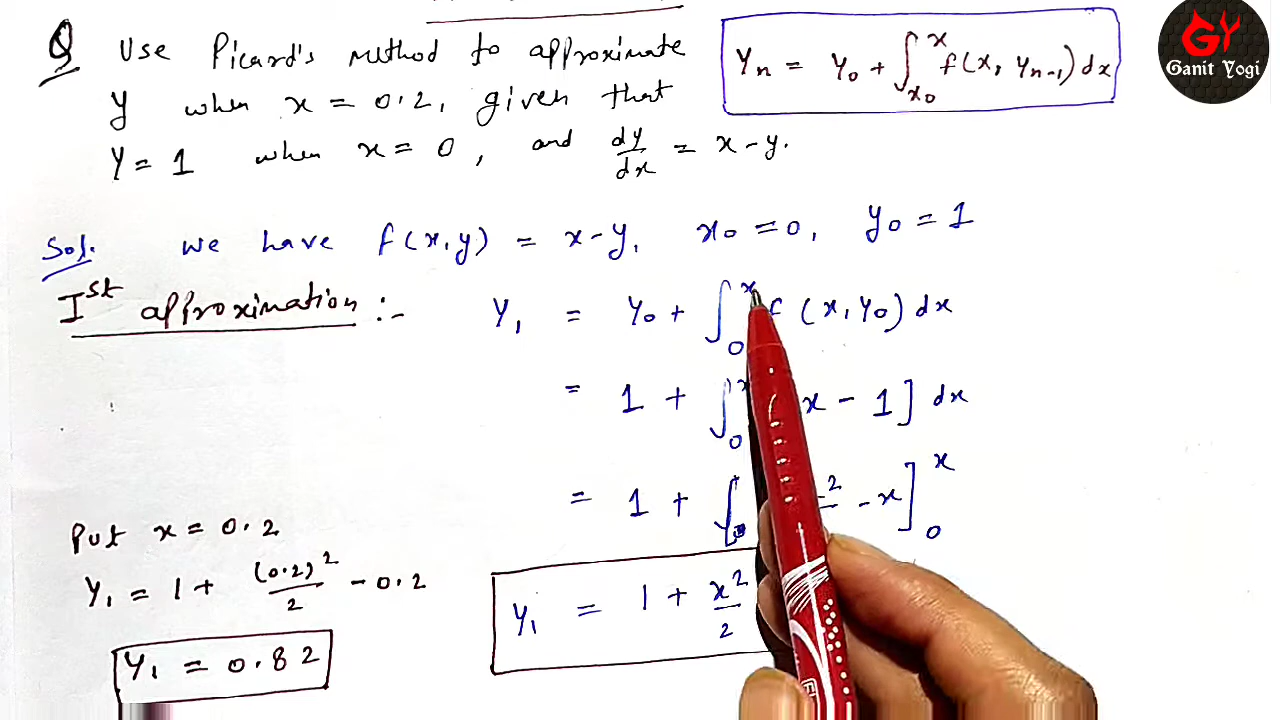 Q Use Picard's method to approximate
y when x = 0.2, given that
y = 1 when x = 0, and dy/dx = x - y.
Yn = y0 + ∫x0^x f(x, yn-1) dx
GY
Ganit Yogi
Sol. We have f(x,y) = x-y, x0 = 0, y0 = 1
Ist approximation :- Y1 = y0 + ∫0^x f(x, y0) dx
= 1 + ∫0^x x - 1] dx
= 1 + [ 2 - x]0^x
Y1 = 1 + x^2/2
Put x = 0.2
Y1 = 1 + (0.2)^2/2 - 0.2
Y1 = 0.82